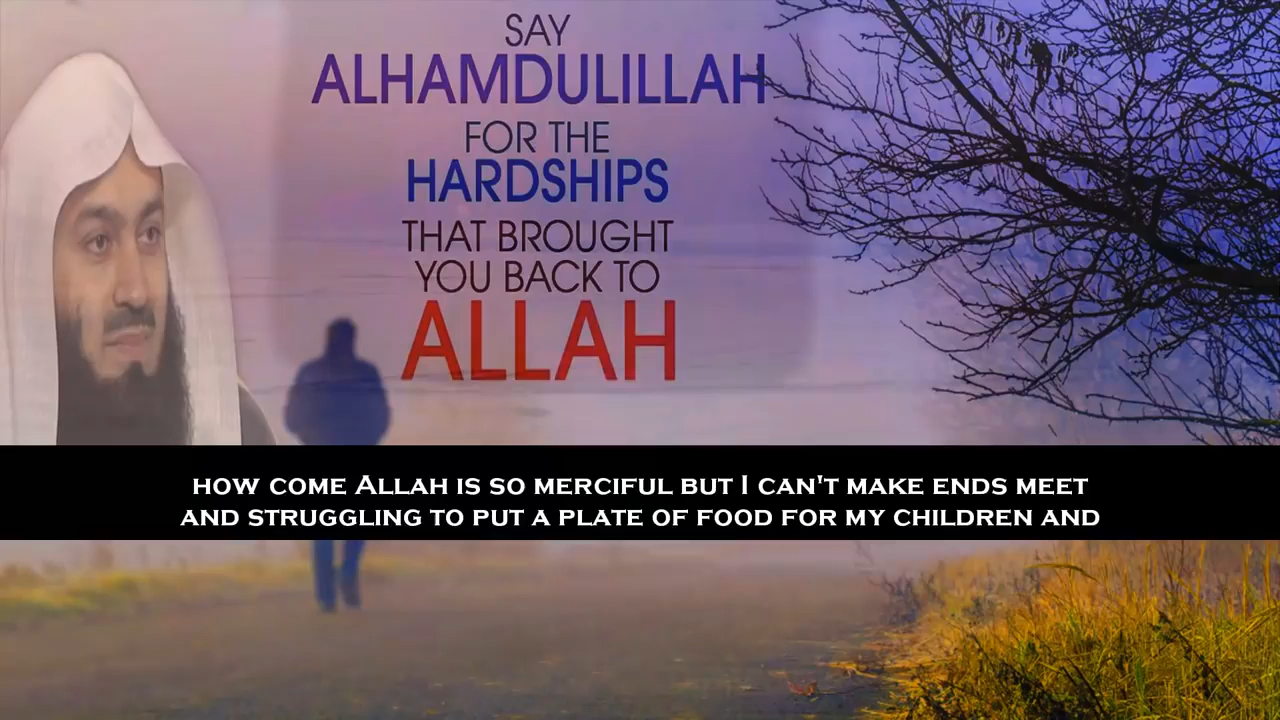 SAY
ALHAMDULILLAH
FOR THE
HARDSHIPS
THAT BROUGHT
YOU BACK TO
ALLAH
HOW COME ALLAH IS SO MERCIFUL BUT I CAN'T MAKE ENDS MEET
AND STRUGGLING TO PUT A PLATE OF FOOD FOR MY CHILDREN AND